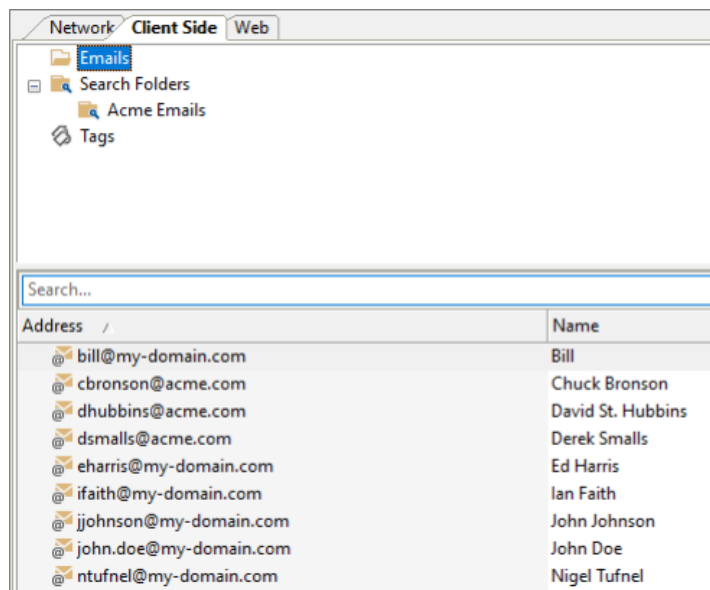 Network Client Side Web
Emails
Search Folders
Acme Emails
Tags
Search...
Address Name
bill@my-domain.com Bill
cbronson@acme.com Chuck Bronson
dhubbins@acme.com David St. Hubbins
dsmalls@acme.com Derek Smalls
eharris@my-domain.com Ed Harris
ifaith@my-domain.com Ian Faith
jjohnson@my-domain.com John Johnson
john.doe@my-domain.com John Doe
ntufnel@my-domain.com Nigel Tufnel